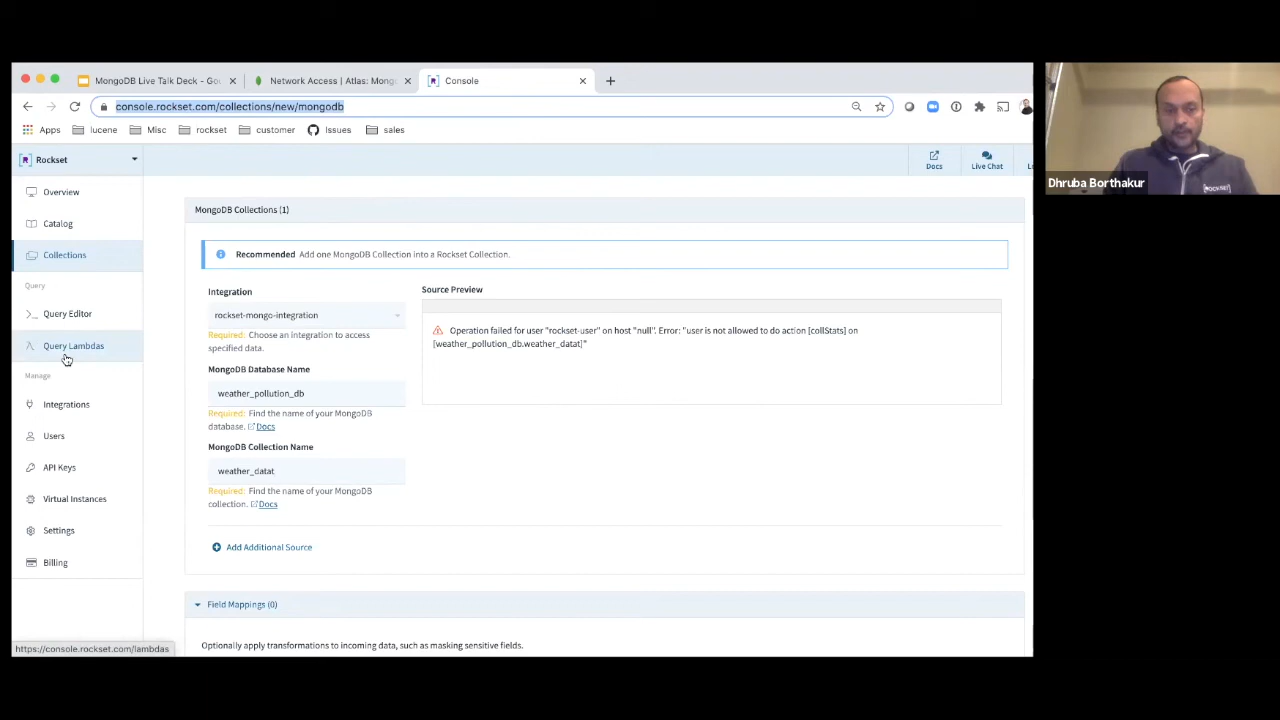 MongoDB Live Talk Deck - Go
Network Access | Atlas: Mong
Console
console.rockset.com/collections/new/mongodb
Apps
lucene
Misc
rockset
customer
Issues
sales
Rockset
Docs
Live Chat
Overview
Catalog
Collections
Query
Query Editor
Query Lambdas
Manage
Integrations
Users
API Keys
Virtual Instances
Settings
Billing
https://console.rockset.com/lambdas
MongoDB Collections (1)
Recommended Add one MongoDB Collection into a Rockset Collection.
Integration
rockset-mongo-integration
Required: Choose an integration to access
specified data.
MongoDB Database Name
weather_pollution_db
Required: Find the name of your MongoDB
database. Docs
MongoDB Collection Name
weather_datat
Required: Find the name of your MongoDB
collection. Docs
Source Preview
Operation failed for user "rockset-user" on host "null". Error: "user is not allowed to do action [collStats] on
[weather_pollution_db.weather_datat]"
Add Additional Source
Field Mappings (0)
Optionally apply transformations to incoming data, such as masking sensitive fields.
Dhruba Borthakur
ROCKSET